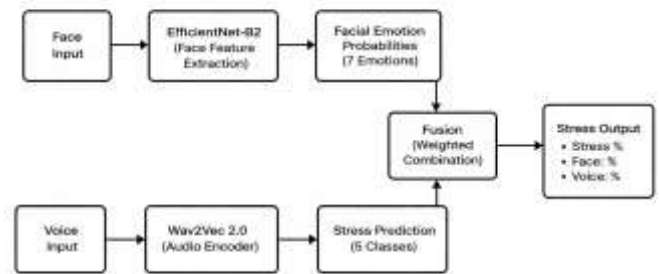 Face
Input
EfficientNet-B2
(Face Feature
Extraction)
Facial Emotion
Probabilities
(7 Emotions)
Fusion
(Weighted
Combination)
Stress Output
• Stress %
• Face: %
• Voice: %
Voice
Input
Wav2Vec 2.0
(Audio Encoder)
Stress Prediction
(5 Classes)